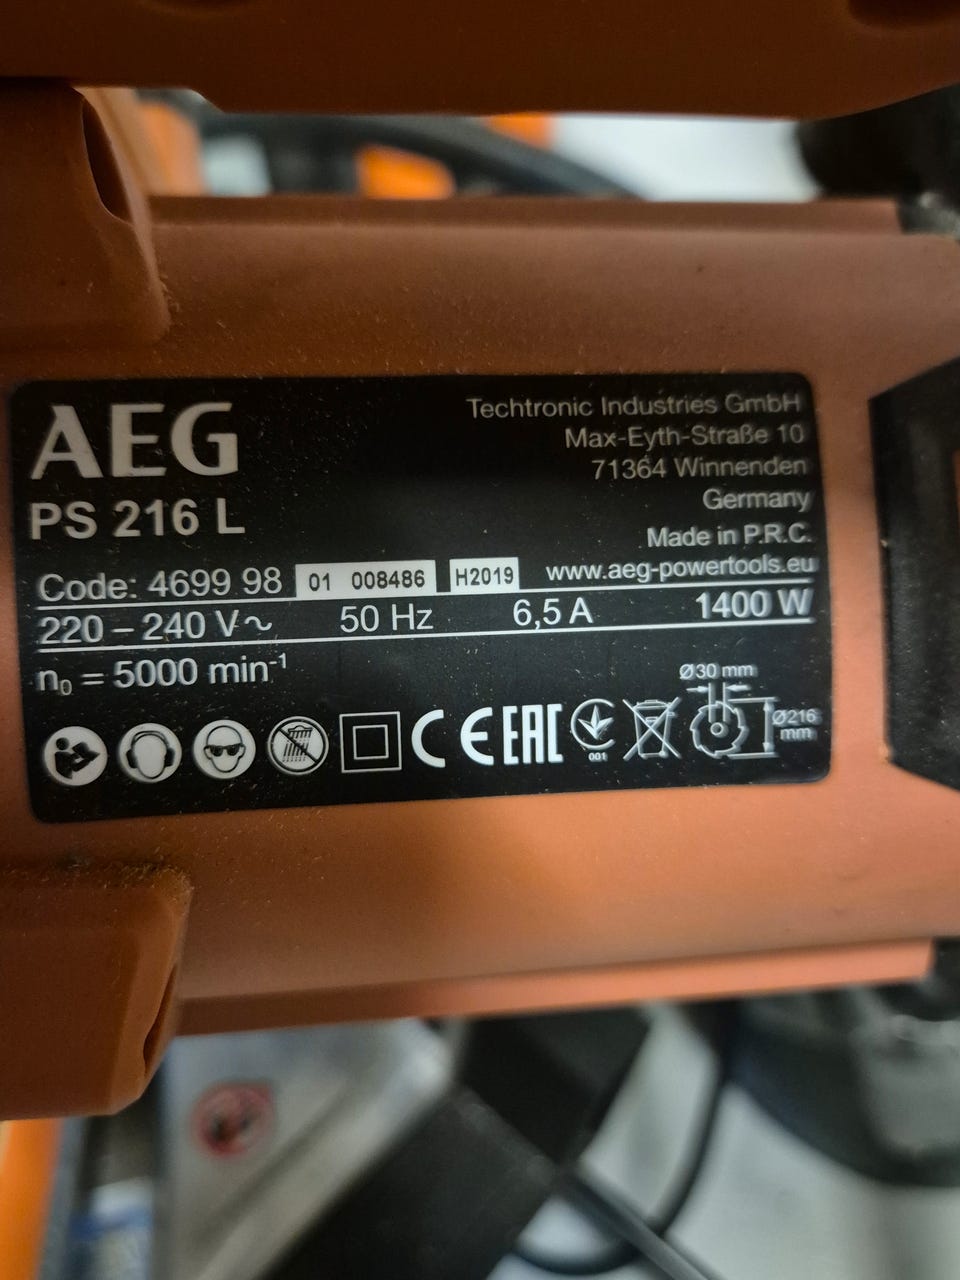 AEG
PS 216 L
Techtronic Industries GmbH
Max-Eyth-Straße 10
71364 Winnenden
Germany
Made in P.R.C.
www.aeg-powertools.eu
Code: 4699 98 01 008486 H2019
220 – 240 V~ 50 Hz 6,5 A 1400 W
n₀ = 5000 min⁻¹
CE EAC
001
Ø30 mm
Ø216
mm